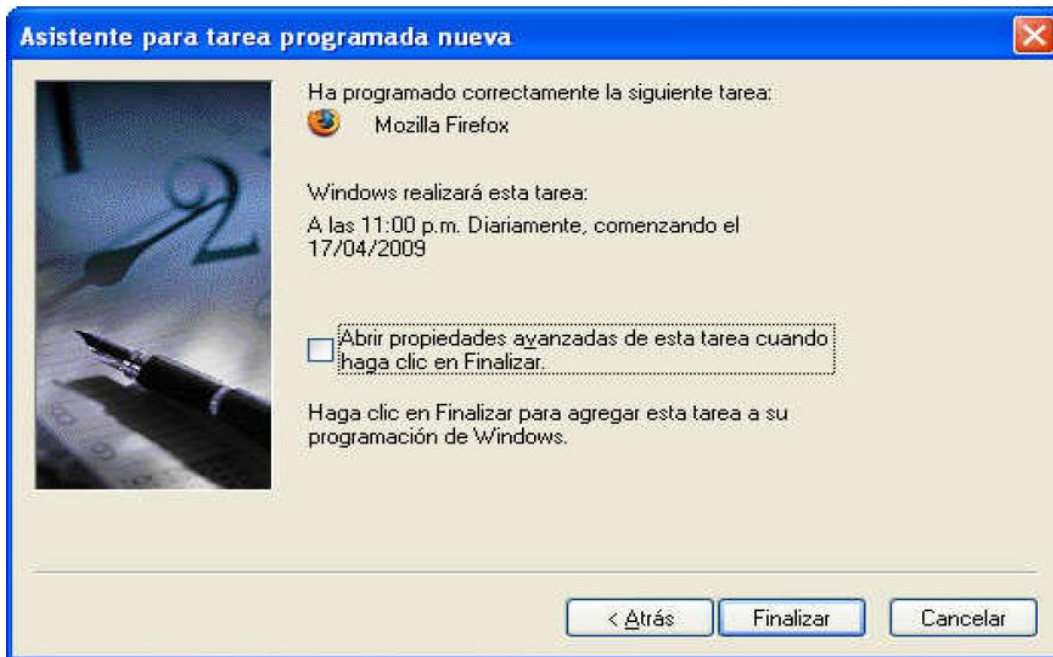 Asistente para tarea programada nueva
Ha programado correctamente la siguiente tarea:
Mozilla Firefox
Windows realizará esta tarea:
A las 11:00 p.m. Diariamente, comenzando el
17/04/2009
Abrir propiedades avanzadas de esta tarea cuando
haga clic en Finalizar.
Haga clic en Finalizar para agregar esta tarea a su
programación de Windows.
< Atrás
Finalizar
Cancelar